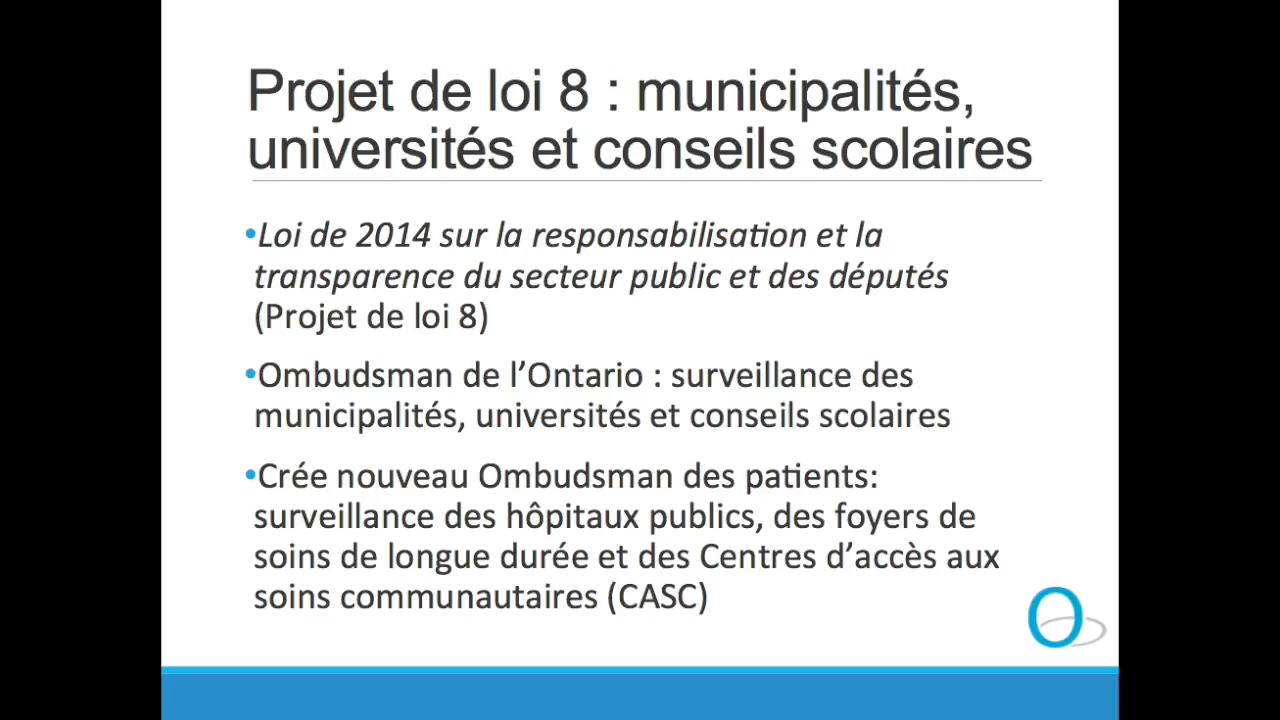 Projet de loi 8 : municipalités,
universités et conseils scolaires
•Loi de 2014 sur la responsabilisation et la
transparence du secteur public et des députés
(Projet de loi 8)
•Ombudsman de l’Ontario : surveillance des
municipalités, universités et conseils scolaires
•Crée nouveau Ombudsman des patients:
surveillance des hôpitaux publics, des foyers de
soins de longue durée et des Centres d’accès aux
soins communautaires (CASC)